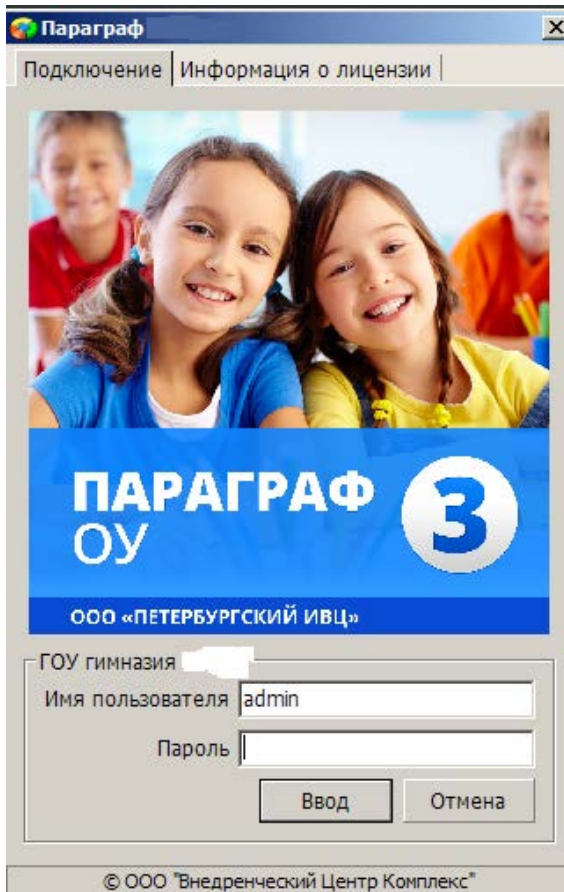 Параграф
Подключение Информация о лицензии
ПАРАГРАФ 3
ОУ
ООО «ПЕТЕРБУРГСКИЙ ИВЦ»
ГОУ гимназия
Имя пользователя admin
Пароль
Ввод Отмена
© ООО "Внедренческий Центр Комплекс"